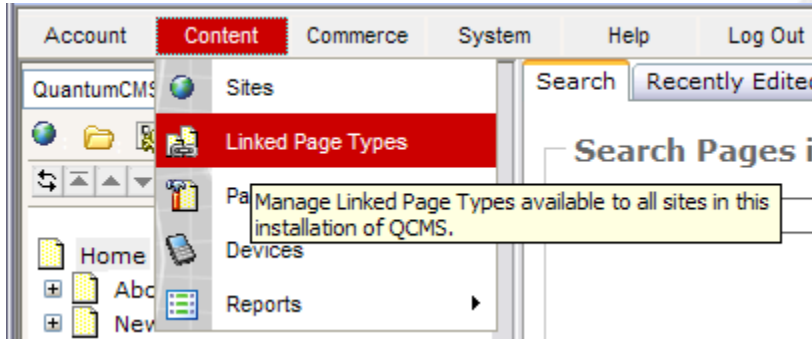 Account Content Commerce System Help Log Out
QuantumCMS
Sites
Search Recently Edited
Linked Page Types
Search Pages i
Manage Linked Page Types available to all sites in this
installation of QCMS.
Devices
Home
Reports